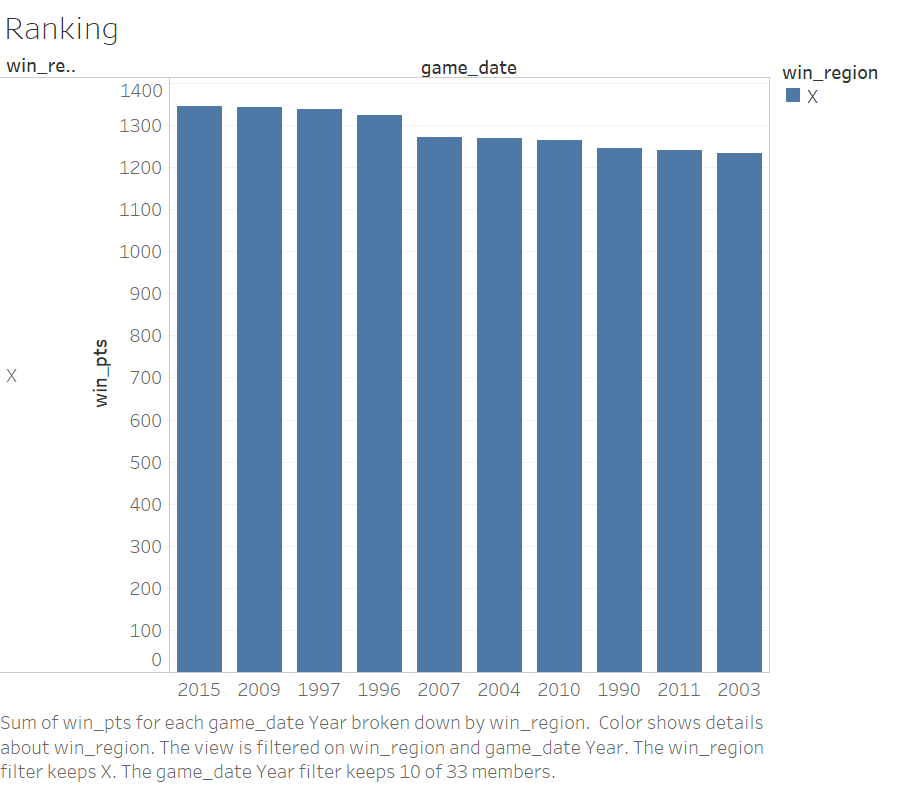 Ranking
win_re..
game_date
win_region
X
1400
1300
1200
1100
1000
900
800
700
600
500
400
300
200
100
0
win_pts
X
2015 2009 1997 1996 2007 2004 2010 1990 2011 2003
Sum of win_pts for each game_date Year broken down by win_region.  Color shows details
about win_region. The view is filtered on win_region and game_date Year. The win_region
filter keeps X. The game_date Year filter keeps 10 of 33 members.